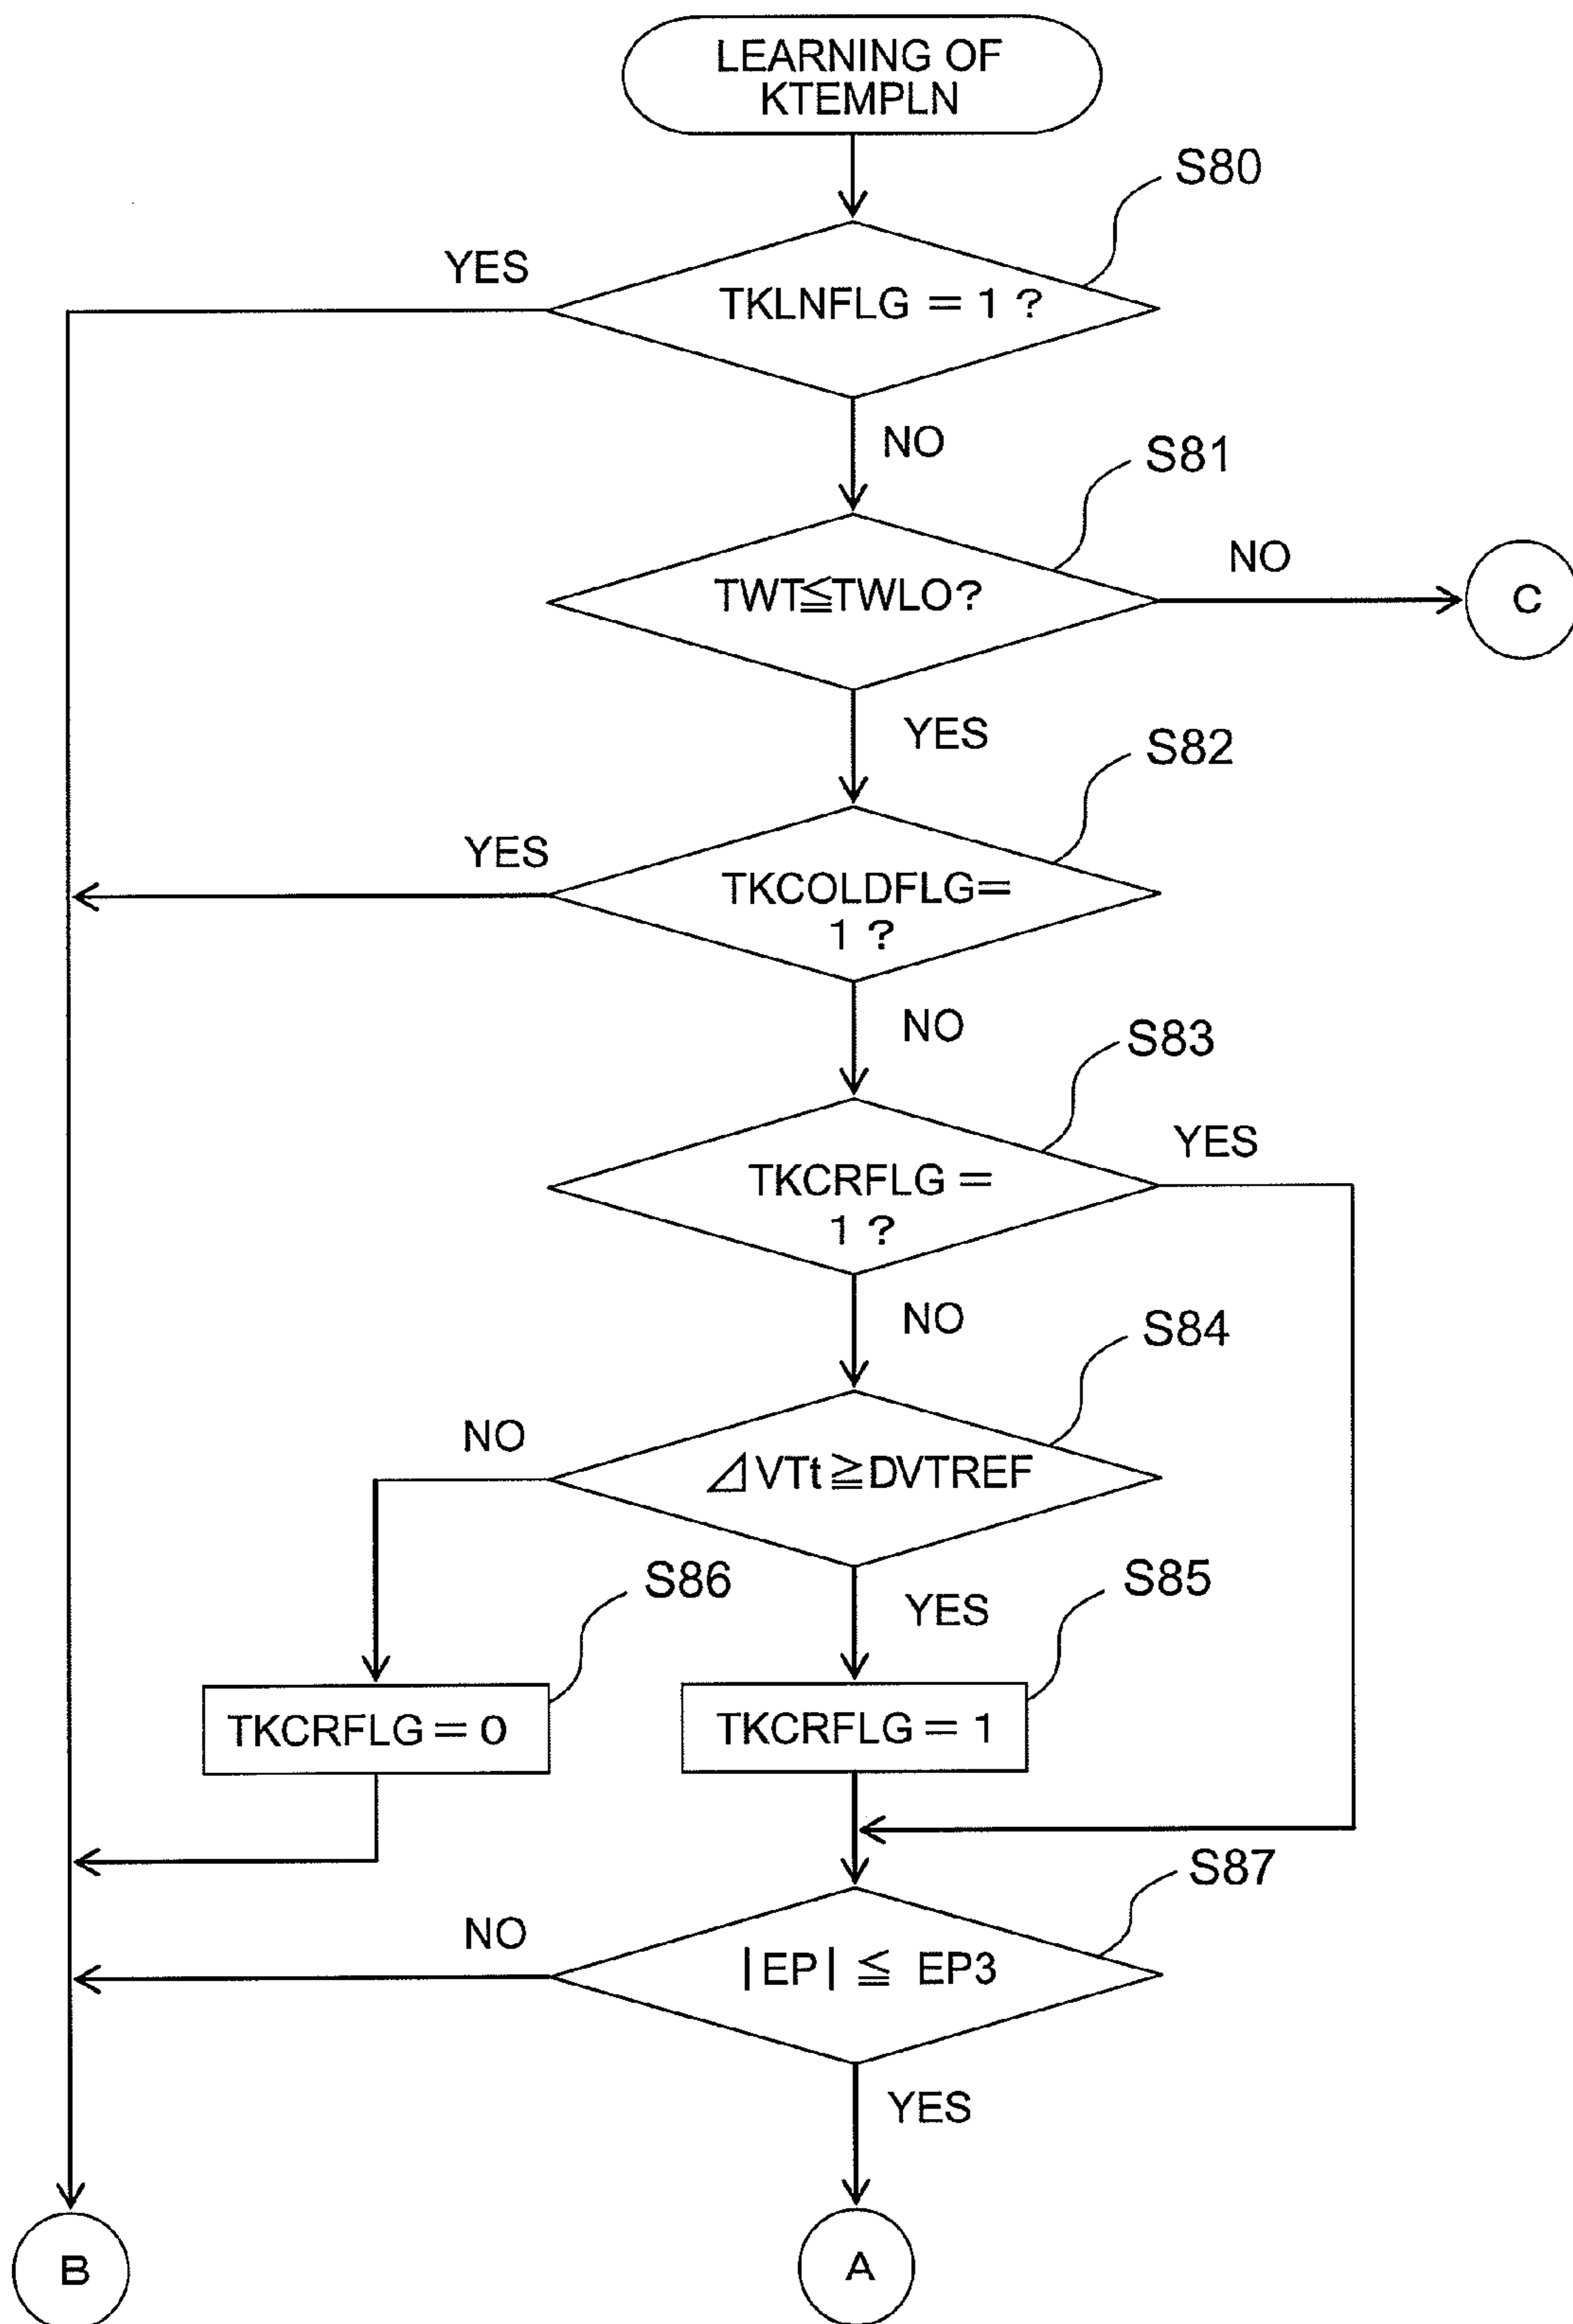 LEARNING OF
KTEMPLN
S80
YES
TKLNFLG = 1 ?
NO
S81
TWT≦TWLO?
NO
C
YES
S82
YES
TKCOLDFLG=
1 ?
NO
S83
YES
TKCRFLG =
1 ?
NO
S84
NO
⊿VTt≧DVTREF
S86
S85
YES
TKCRFLG = 0
TKCRFLG = 1
S87
NO
|EP| ≦ EP3
YES
B
A